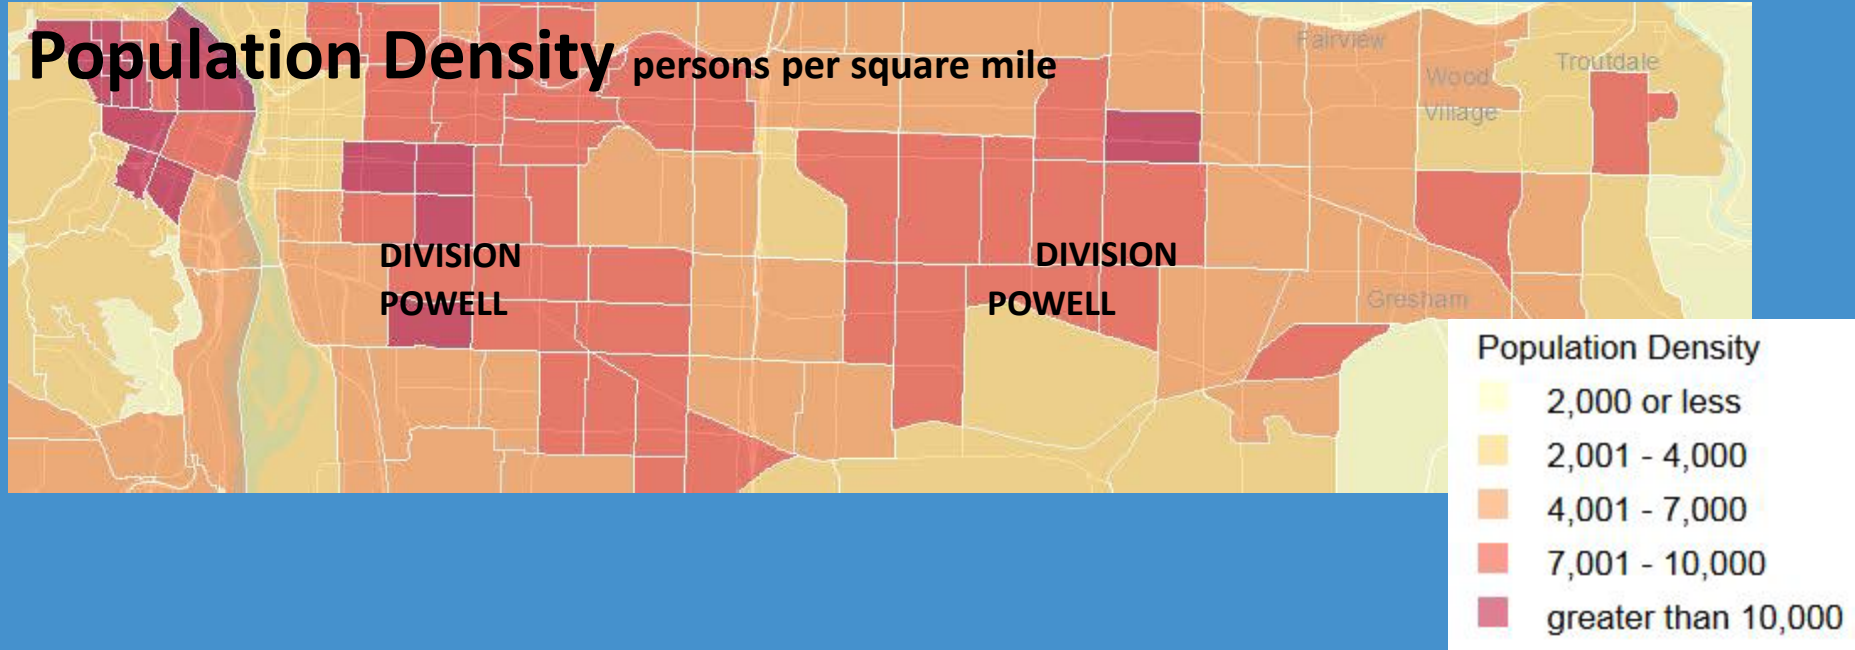 Population Density persons per square mile
Fairview
Troutdale
Wood
Village
DIVISION
POWELL
DIVISION
POWELL
Gresham
Population Density
2,000 or less
2,001 - 4,000
4,001 - 7,000
7,001 - 10,000
greater than 10,000